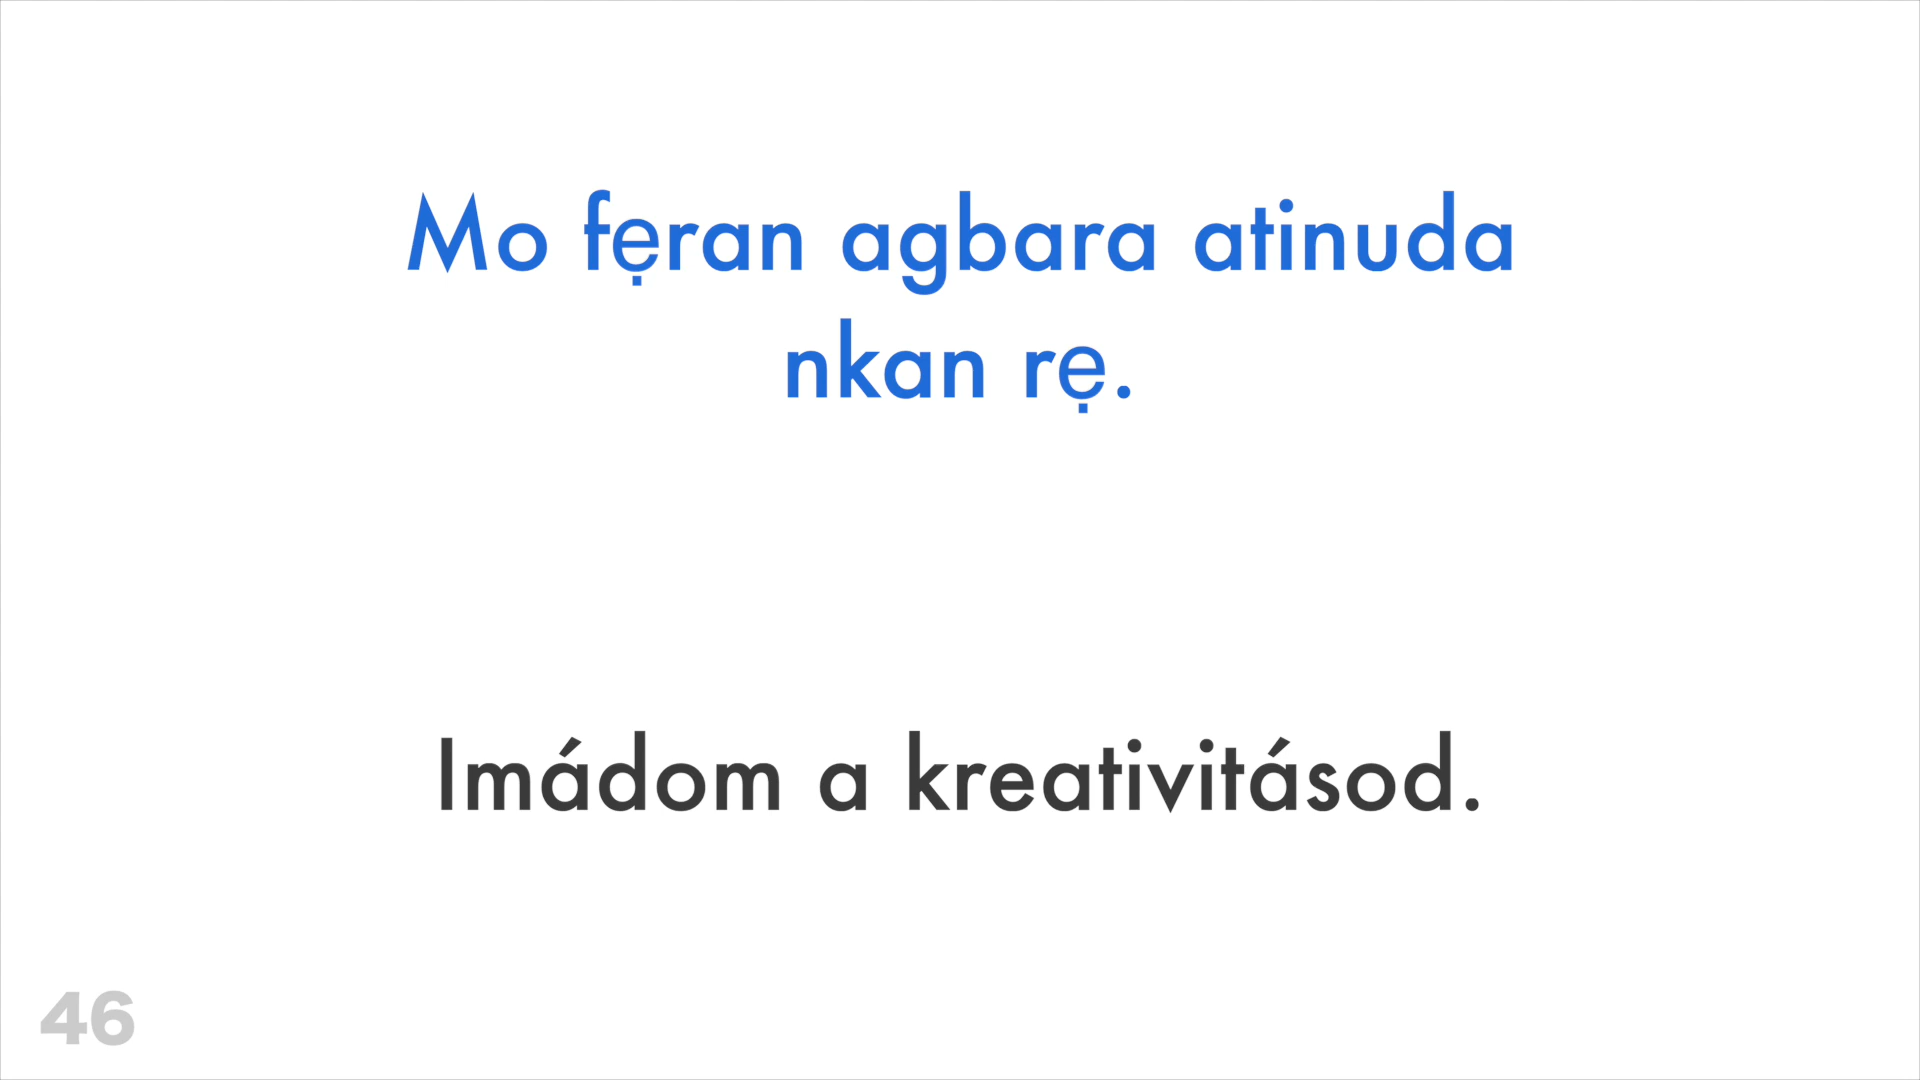 Mo fẹran agbara atinuda
nkan rẹ.
Imádom a kreativitásod.
46